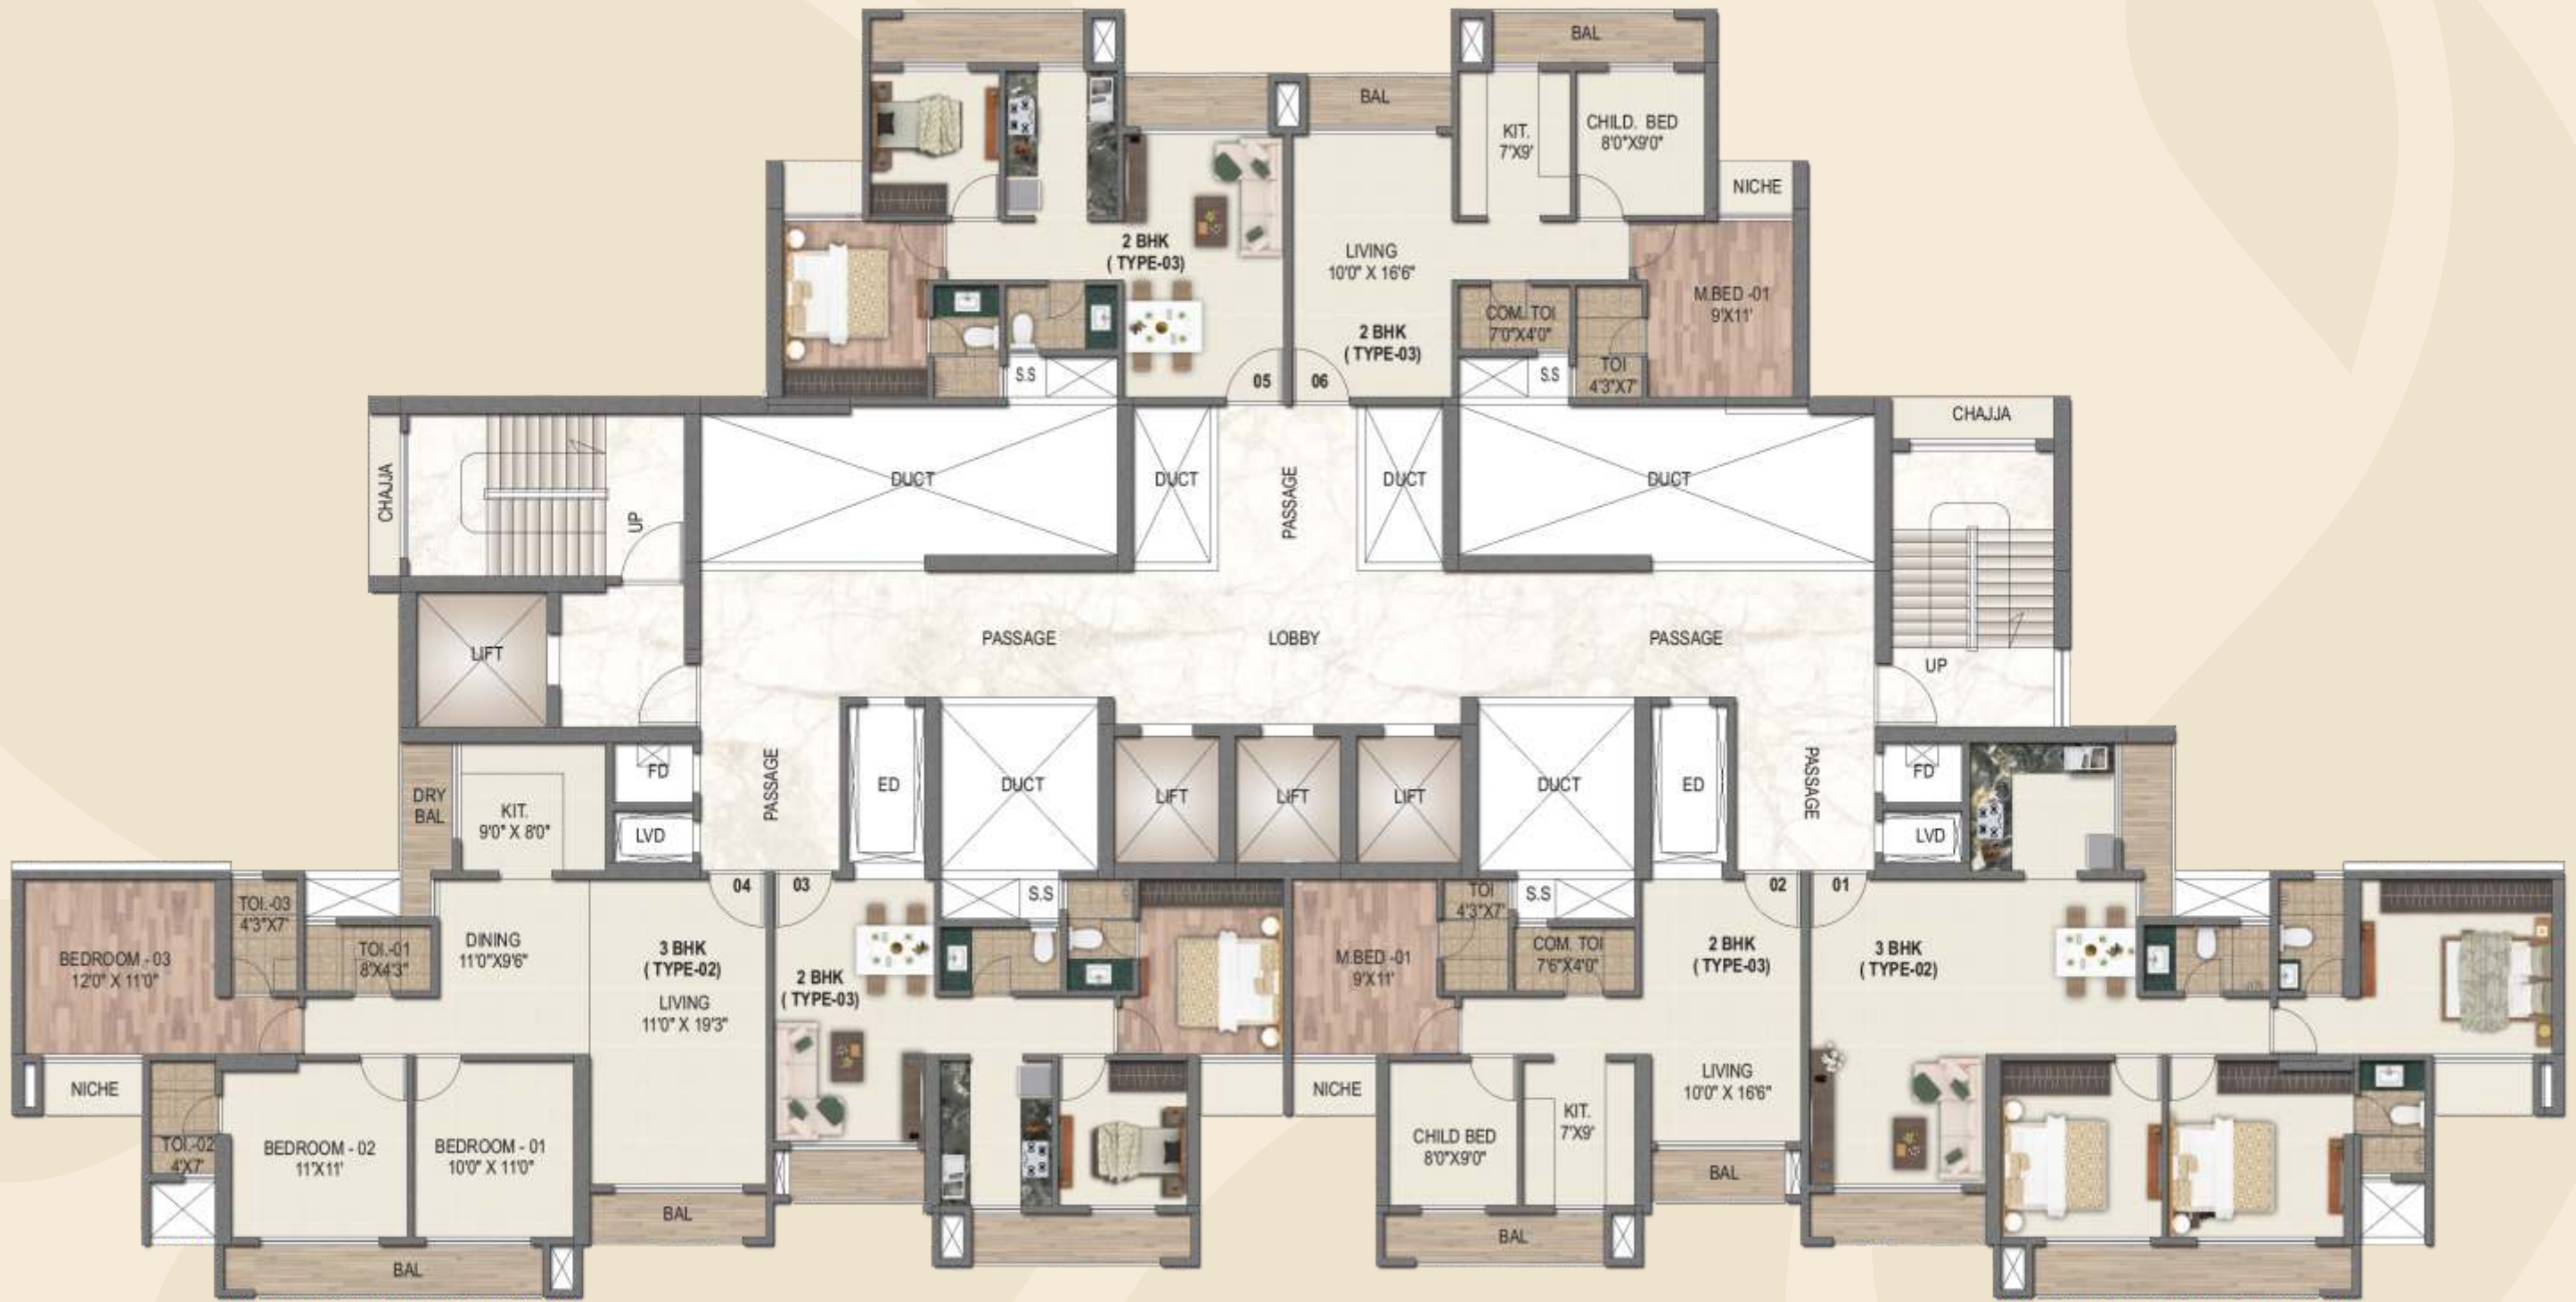 BAL
BAL
KIT.
7'X9'
CHILD. BED
8'0"X9'0"
NICHE
2 BHK
( TYPE-03)
LIVING
10'0" X 16'6"
M.BED -01
9'X11'
COM. TOI
7'0"X4'0"
2 BHK
( TYPE-03)
TOI
4'3"X7'
S.S
05
06
S.S
CHAJJA
CHAJJA
DUCT
DUCT
PASSAGE
DUCT
DUCT
UP
LIFT
PASSAGE
LOBBY
PASSAGE
UP
DRY
BAL
KIT.
9'0" X 8'0"
FD
LVD
PASSAGE
ED
DUCT
LIFT
LIFT
LIFT
DUCT
ED
PASSAGE
FD
LVD
BEDROOM - 03
12'0" X 11'0"
TOI.-03
4'3"X7'
TOI.-01
8'X4'3"
DINING
11'0"X9'6"
3 BHK
( TYPE-02)
LIVING
11'0" X 19'3"
04
03
2 BHK
( TYPE-03)
S.S
M.BED -01
9'X11'
TOI
4'3"X7'
S.S
COM. TOI
7'6"X4'0"
2 BHK
( TYPE-03)
02
01
3 BHK
( TYPE-02)
NICHE
TOI.-02
4'X7'
BEDROOM - 02
11'X11'
BEDROOM - 01
10'0" X 11'0"
BAL
BAL
NICHE
CHILD BED
8'0"X9'0"
KIT.
7'X9'
LIVING
10'0" X 16'6"
BAL
BAL